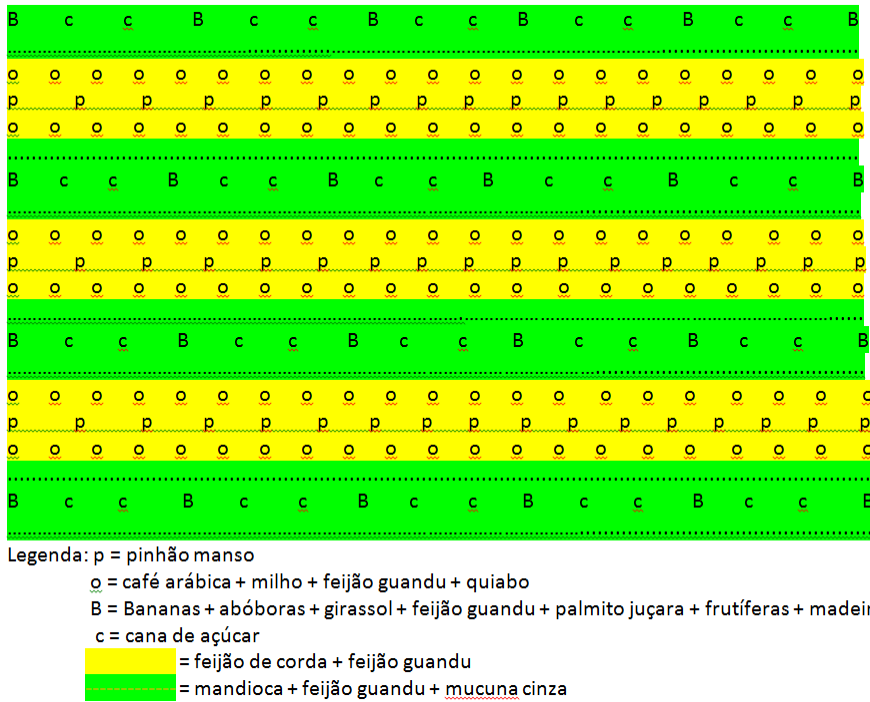 B c c B c c B c c B c c B c c B
................................................................................
o o o o o o o o o o o o o o o o o o o o o
p p p p p p p p p p p p p p p p p
o o o o o o o o o o o o o o o o o o o o o
................................................................................
B c c B c c B c c B c c B c c B
................................................................................
o o o o o o o o o o o o o o o o o o o o o
p p p p p p p p p p p p p p p p p
o o o o o o o o o o o o o o o o o o o o o
................................................................................
B c c B c c B c c B c c B c c B
................................................................................
o o o o o o o o o o o o o o o o o o o o o
p p p p p p p p p p p p p p p p p
o o o o o o o o o o o o o o o o o o o o o
................................................................................
B c c B c c B c c B c c B c c B
................................................................................
Legenda: p = pinhão manso
o = café arábica + milho + feijão guandu + quiabo
B = Bananas + abóboras + girassol + feijão guandu + palmito juçara + frutíferas +
c = cana de açúcar
= feijão de corda + feijão guandu
= mandioca + feijão guandu + mucuna cinza